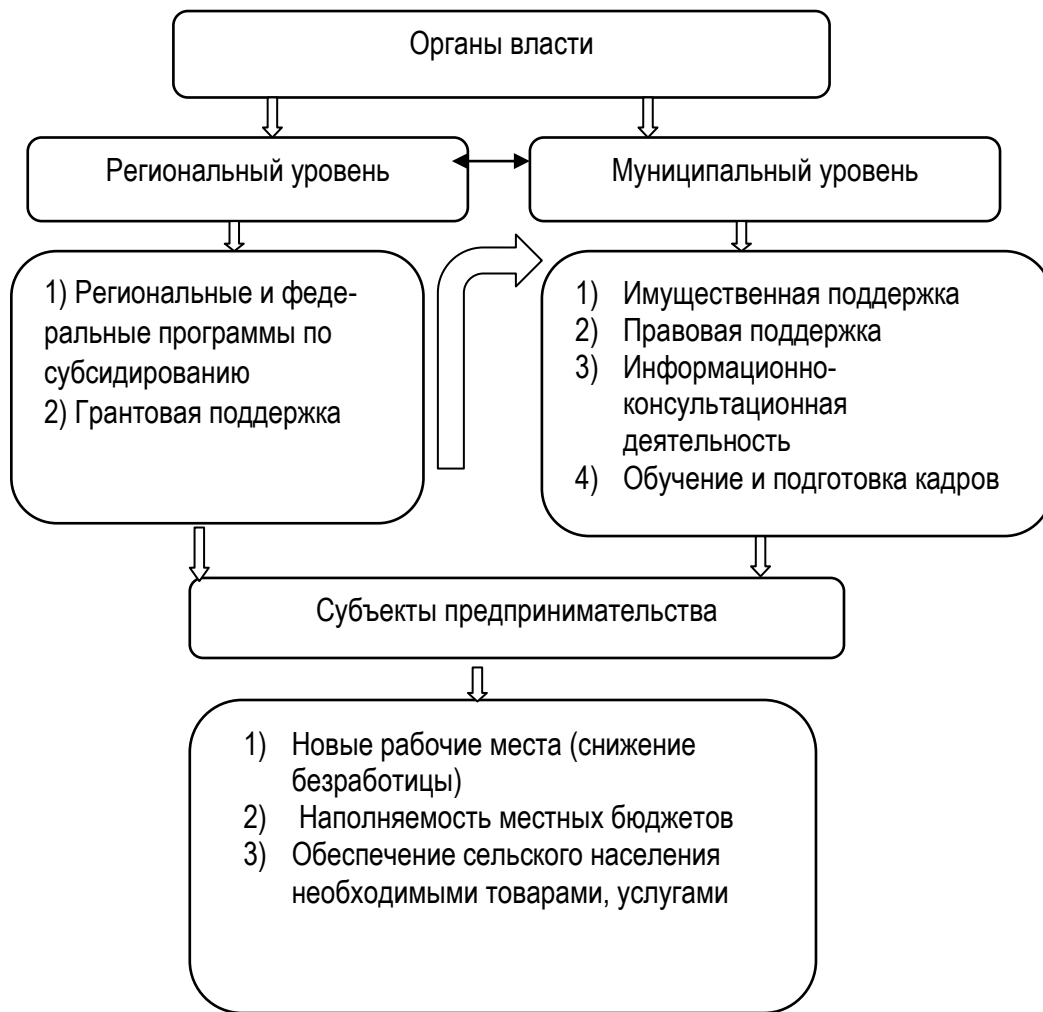 Органы власти
Региональный уровень
Муниципальный уровень
1) Региональные и феде-
ральные программы по
субсидированию
2) Грантовая поддержка
1) Имущественная поддержка
2) Правовая поддержка
3) Информационно-
консультационная
деятельность
4) Обучение и подготовка кадров
Субъекты предпринимательства
1) Новые рабочие места (снижение
безработицы)
2) Наполняемость местных бюджетов
3) Обеспечение сельского населения
необходимыми товарами, услугами